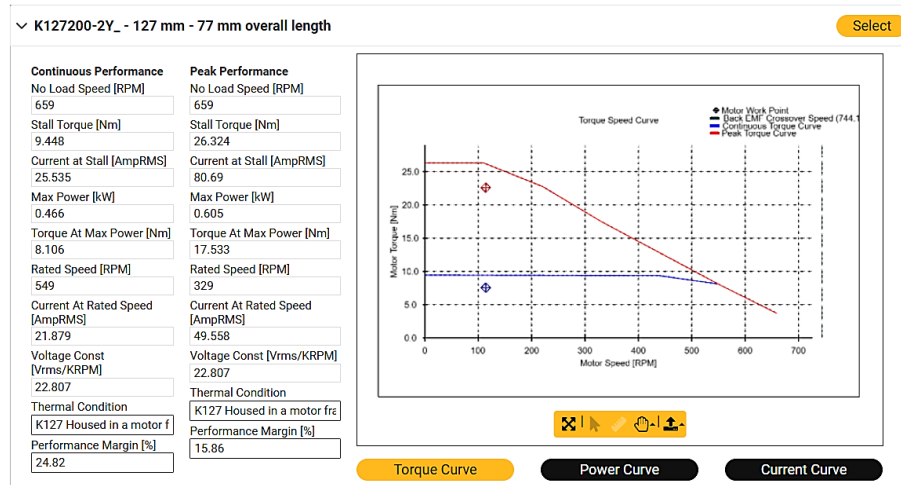 K127200-2Y_ - 127 mm - 77 mm overall length
Select
Continuous Performance
No Load Speed [RPM]
659
Stall Torque [Nm]
9.448
Current at Stall [AmpRMS]
25.535
Max Power [kW]
0.466
Torque At Max Power [Nm]
8.106
Rated Speed [RPM]
549
Current At Rated Speed
[AmpRMS]
21.879
Voltage Const
[Vrms/KRPM]
22.807
Thermal Condition
K127 Housed in a motor f
Performance Margin [%]
24.82
Peak Performance
No Load Speed [RPM]
659
Stall Torque [Nm]
26.324
Current at Stall [AmpRMS]
80.69
Max Power [kW]
0.605
Torque At Max Power [Nm]
17.533
Rated Speed [RPM]
329
Current At Rated Speed
[AmpRMS]
49.558
Voltage Const [Vrms/KRPM]
22.807
Thermal Condition
K127 Housed in a motor fra
Performance Margin [%]
15.86
Torque Speed Curve
Motor Work Point
Back EMF Crossover Speed (744.1
Continuous Torque Curve
Peak Torque Curve
Motor Torque [Nm]
25.0
20.0
15.0
10.0
5.0
0.0
0 100 200 300 400 500 600 700
Motor Speed [RPM]
Torque Curve
Power Curve
Current Curve